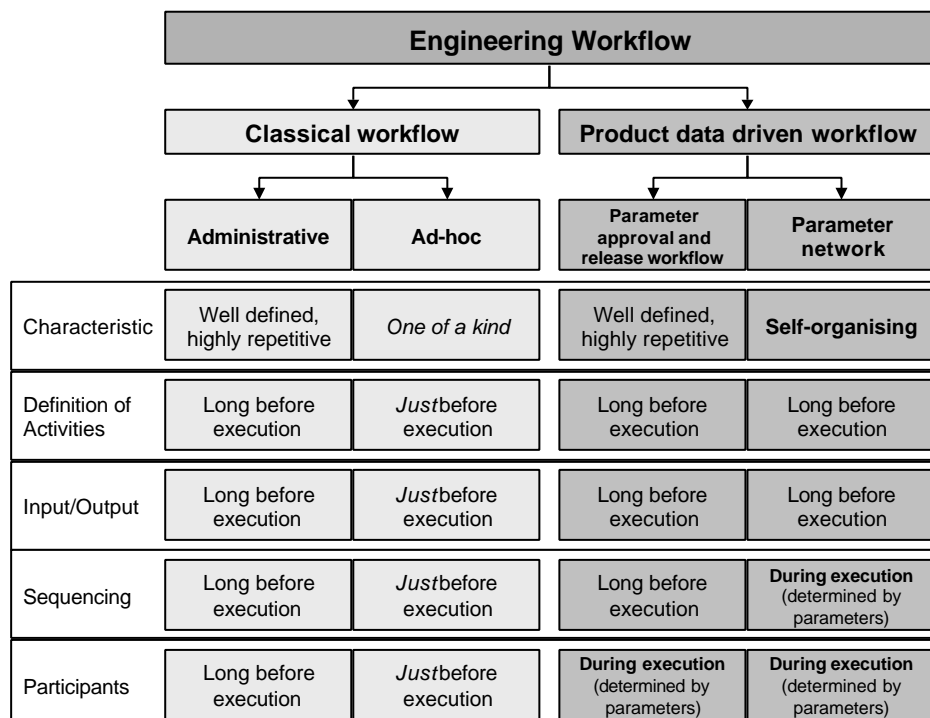 Engineering Workflow
Classical workflow
Product data driven workflow
Administrative
Ad-hoc
Parameter
approval and
release workflow
Parameter
network
Characteristic
Well defined,
highly repetitive
One of a kind
Well defined,
highly repetitive
Self-organising
Definition of
Activities
Long before
execution
Just before
execution
Long before
execution
Long before
execution
Input/Output
Long before
execution
Just before
execution
Long before
execution
Long before
execution
Sequencing
Long before
execution
Just before
execution
Long before
execution
During execution
(determined by
parameters)
Participants
Long before
execution
Just before
execution
During execution
(determined by
parameters)
During execution
(determined by
parameters)